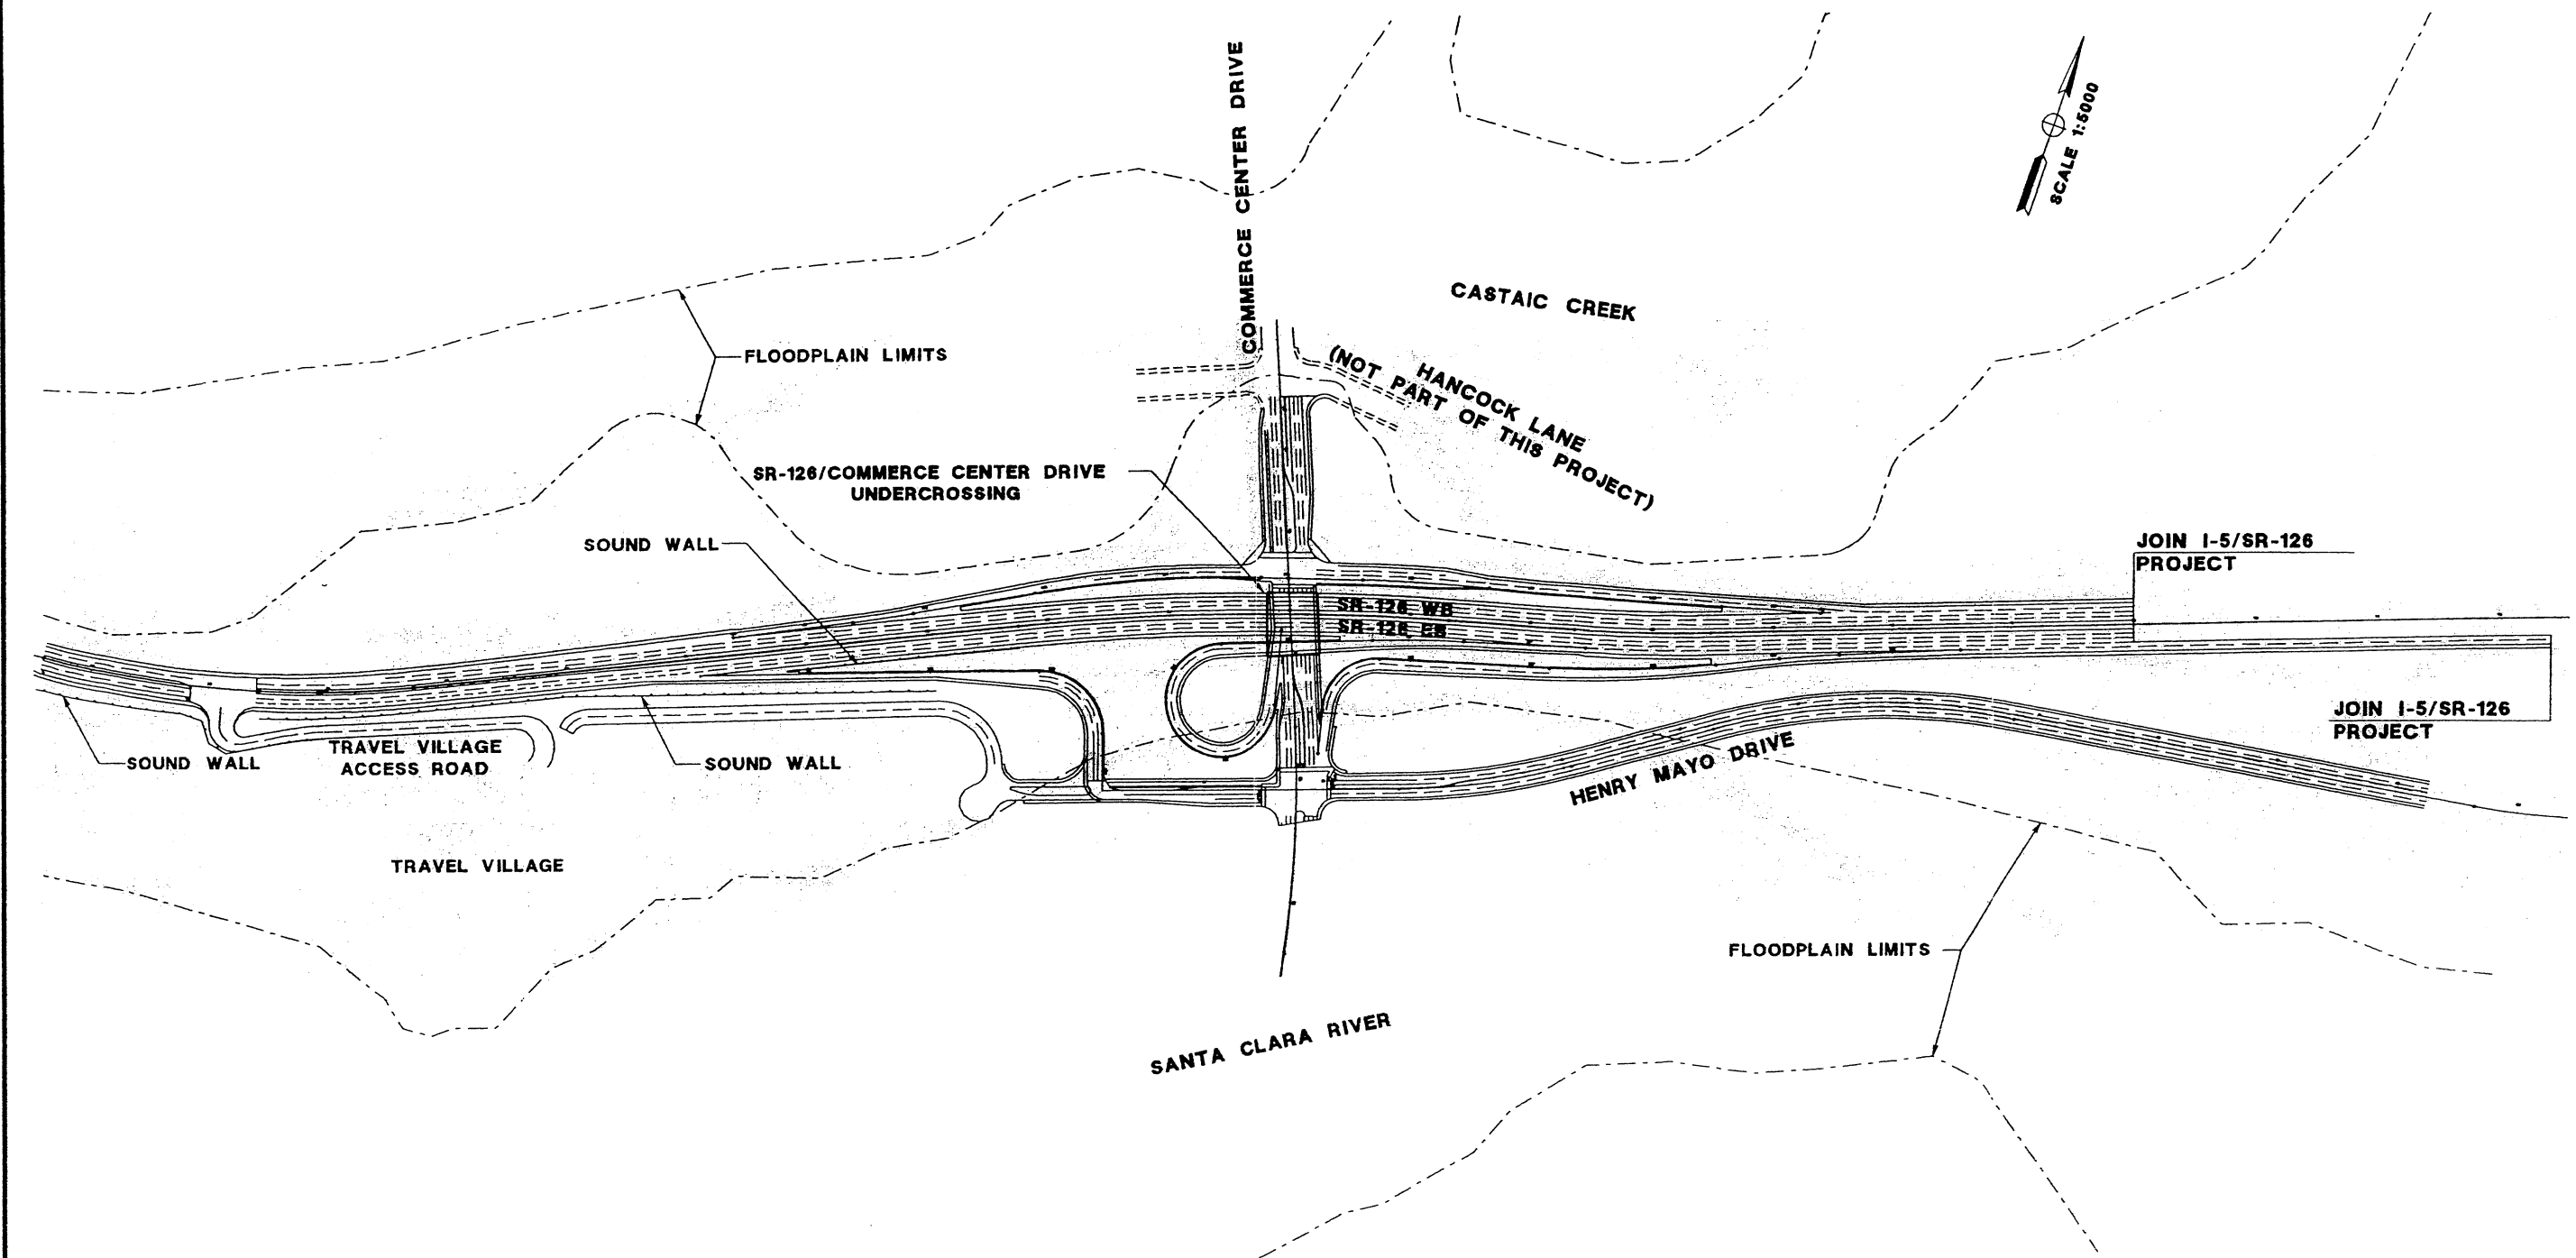 COMMERCE CENTER DRIVE
SCALE 1:5000
CASTAIC CREEK
FLOODPLAIN LIMITS
HANCOCK LANE
(NOT PART OF THIS PROJECT)
SR-126/COMMERCE CENTER DRIVE
UNDERCROSSING
SOUND WALL
JOIN I-5/SR-126
PROJECT
SR-126 WB
SR-126 EB
JOIN I-5/SR-126
PROJECT
SOUND WALL
TRAVEL VILLAGE
ACCESS ROAD
SOUND WALL
HENRY MAYO DRIVE
TRAVEL VILLAGE
FLOODPLAIN LIMITS
SANTA CLARA RIVER